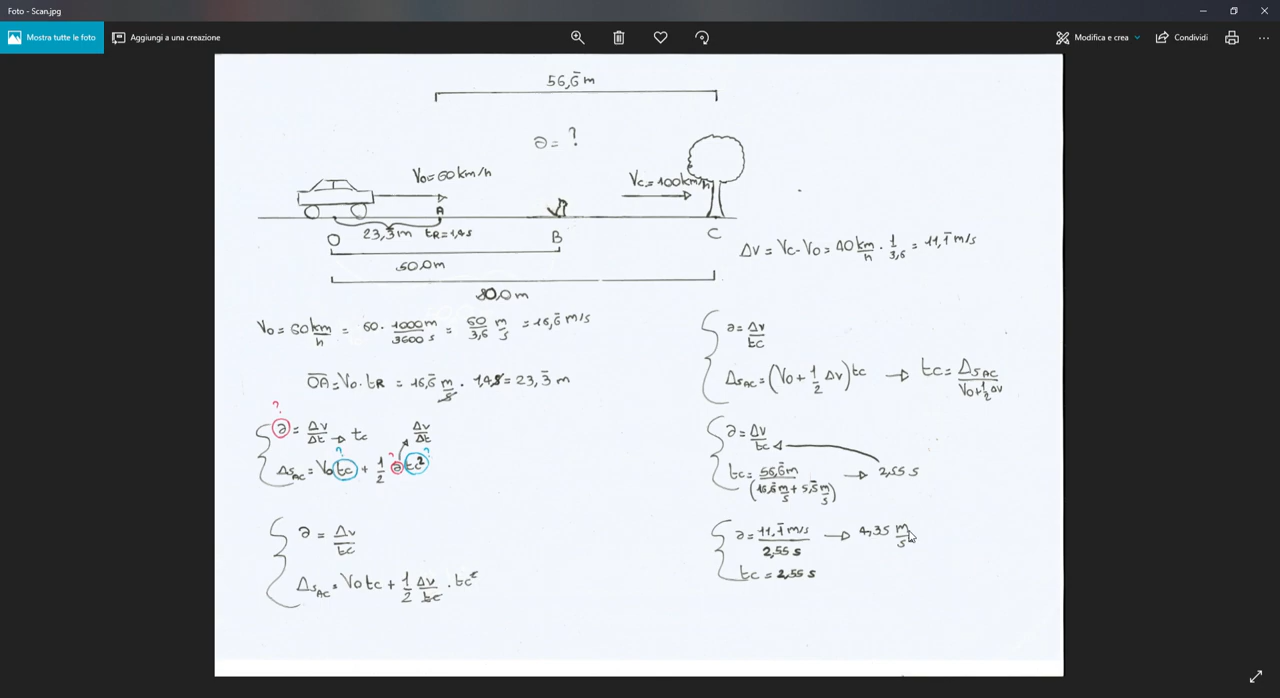 Foto - Scan.jpg
Mostra tutte le foto
Aggiungi a una creazione
Modifica e crea
Condividi
56,6̄ m
a = ?
V0 = 60 km/h
Vc = 100 km/h
A
23,3̄ m tR = 1,4 s
O
B
C
50,0 m
80,0 m
ΔV = Vc - V0 = 40 km/h · 1/3,6 = 11,1̄ m/s
V0 = 60 km/h = 60 · 1000 m/3600 s = 60/3,6 m/s = 16,6̄ m/s
OA = V0 · tR = 16,6̄ m/s · 1,4 s = 23,3̄ m
?
a = ΔV/Δt → tc
ΔV/Δt
? ? ?
ΔsAC = V0 tc + 1/2 a tc²
a = ΔV/tc
ΔsAC = V0 tc + 1/2 ΔV/tc · tc²
a = ΔV/tc
ΔsAC = (V0 + 1/2 ΔV) tc → tc = ΔsAC/(V0 + 1/2 ΔV)
a = ΔV/tc
tc = 56,6̄ m/(16,6̄ m/s + 5,5̄ m/s) → 2,55 s
a = 11,1̄ m/s / 2,55 s → 4,35 m/s
tc = 2,55 s